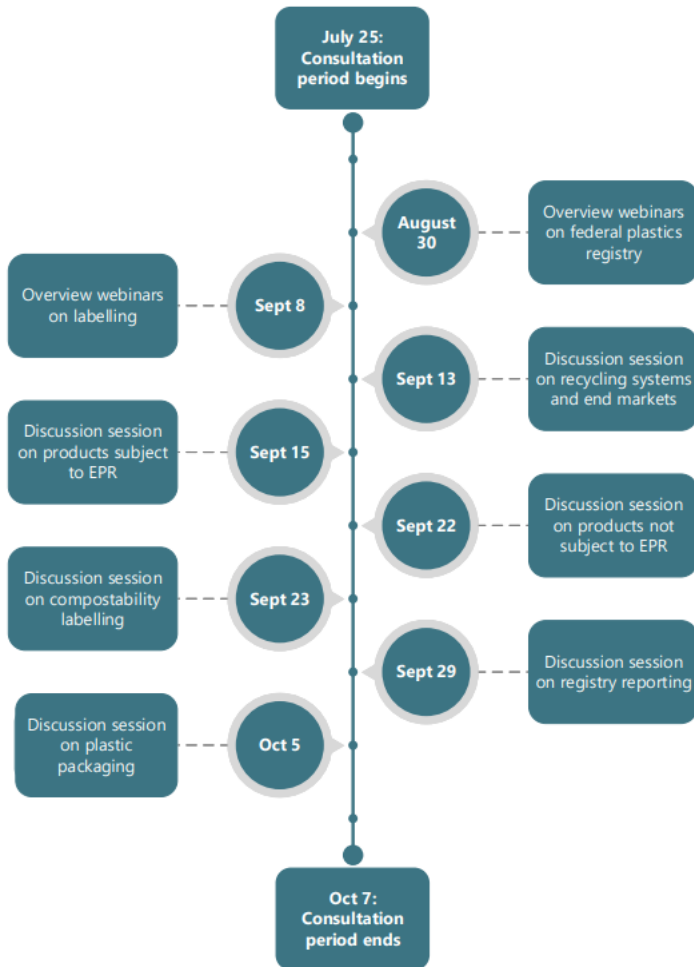 July 25:
Consultation
period begins
August
30
Overview webinars
on federal plastics
registry
Overview webinars
on labelling
Sept 8
Sept 13
Discussion session
on recycling systems
and end markets
Discussion session
on products subject
to EPR
Sept 15
Sept 22
Discussion session
on products not
subject to EPR
Discussion session
on compostability
labelling
Sept 23
Sept 29
Discussion session
on registry reporting
Discussion session
on plastic
packaging
Oct 5
Oct 7:
Consultation
period ends